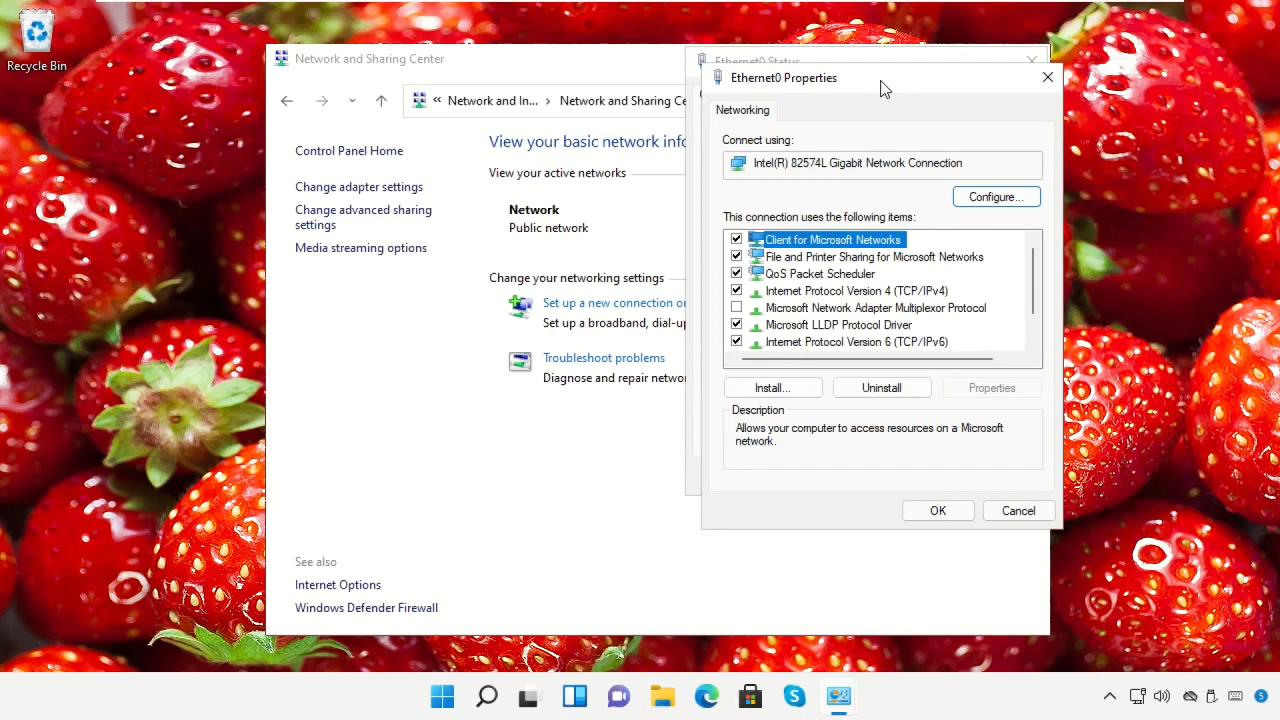 Recycle Bin
Network and Sharing Center
Network and In... > Network and Sharing Ce
Control Panel Home
Change adapter settings
Change advanced sharing
settings
Media streaming options
See also
Internet Options
Windows Defender Firewall
View your basic network info
View your active networks
Network
Public network
Change your networking settings
Set up a new connection or
Set up a broadband, dial-up
Troubleshoot problems
Diagnose and repair networ
Ethernet0 Status
Ethernet0 Properties
Networking
Connect using:
Intel(R) 82574L Gigabit Network Connection
Configure...
This connection uses the following items:
Client for Microsoft Networks
File and Printer Sharing for Microsoft Networks
QoS Packet Scheduler
Internet Protocol Version 4 (TCP/IPv4)
Microsoft Network Adapter Multiplexor Protocol
Microsoft LLDP Protocol Driver
Internet Protocol Version 6 (TCP/IPv6)
Install... Uninstall Properties
Description
Allows your computer to access resources on a Microsoft
network.
OK Cancel
5